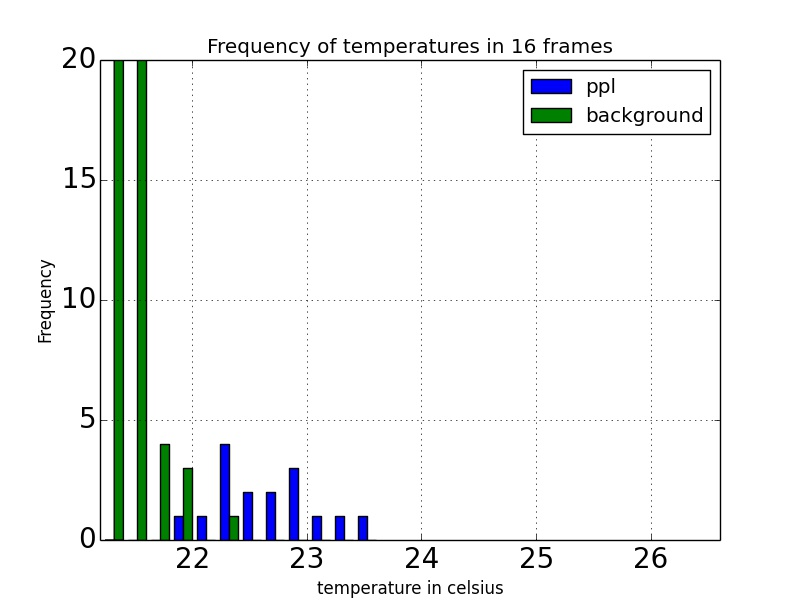 Frequency of temperatures in 16 frames
ppl
background
20
15
10
5
0
Frequency
22 23 24 25 26
temperature in celsius